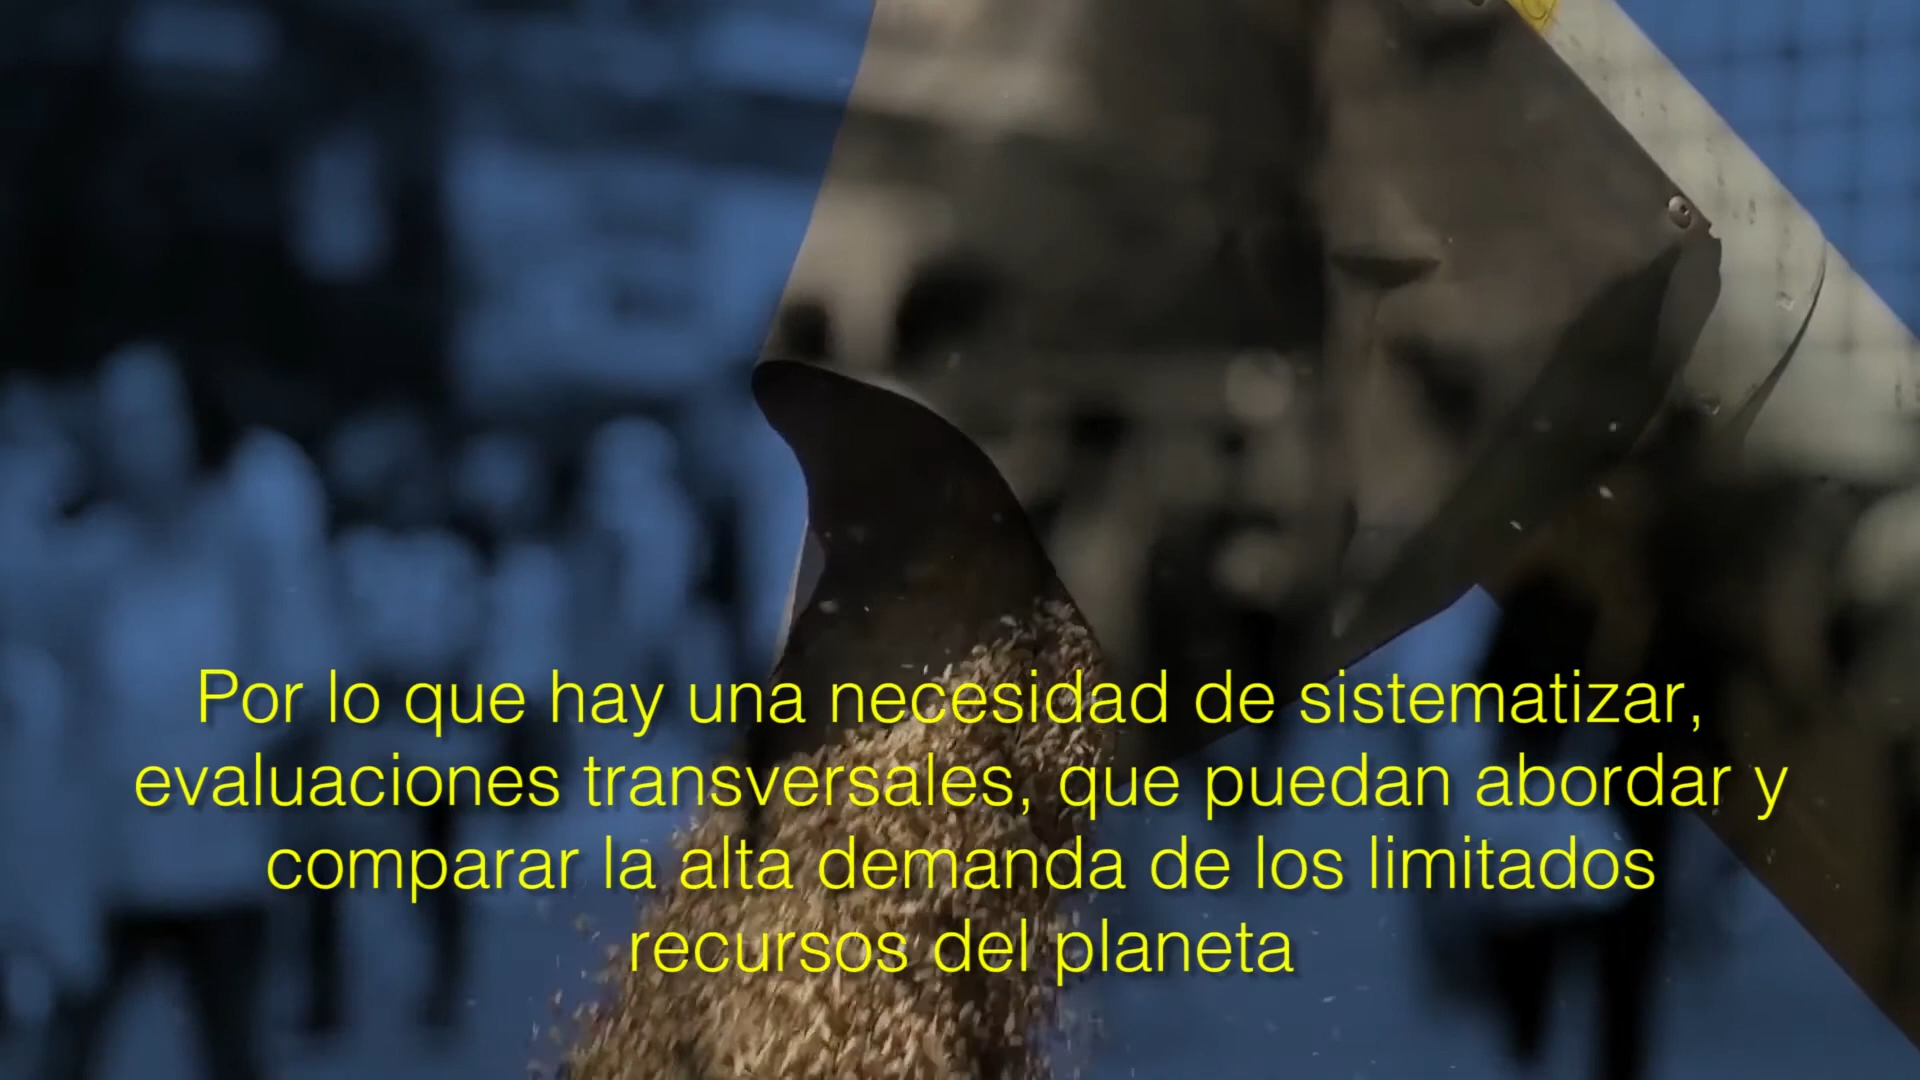 Por lo que hay una necesidad de sistematizar,
evaluaciones transversales, que puedan abordar y
comparar la alta demanda de los limitados
recursos del planeta